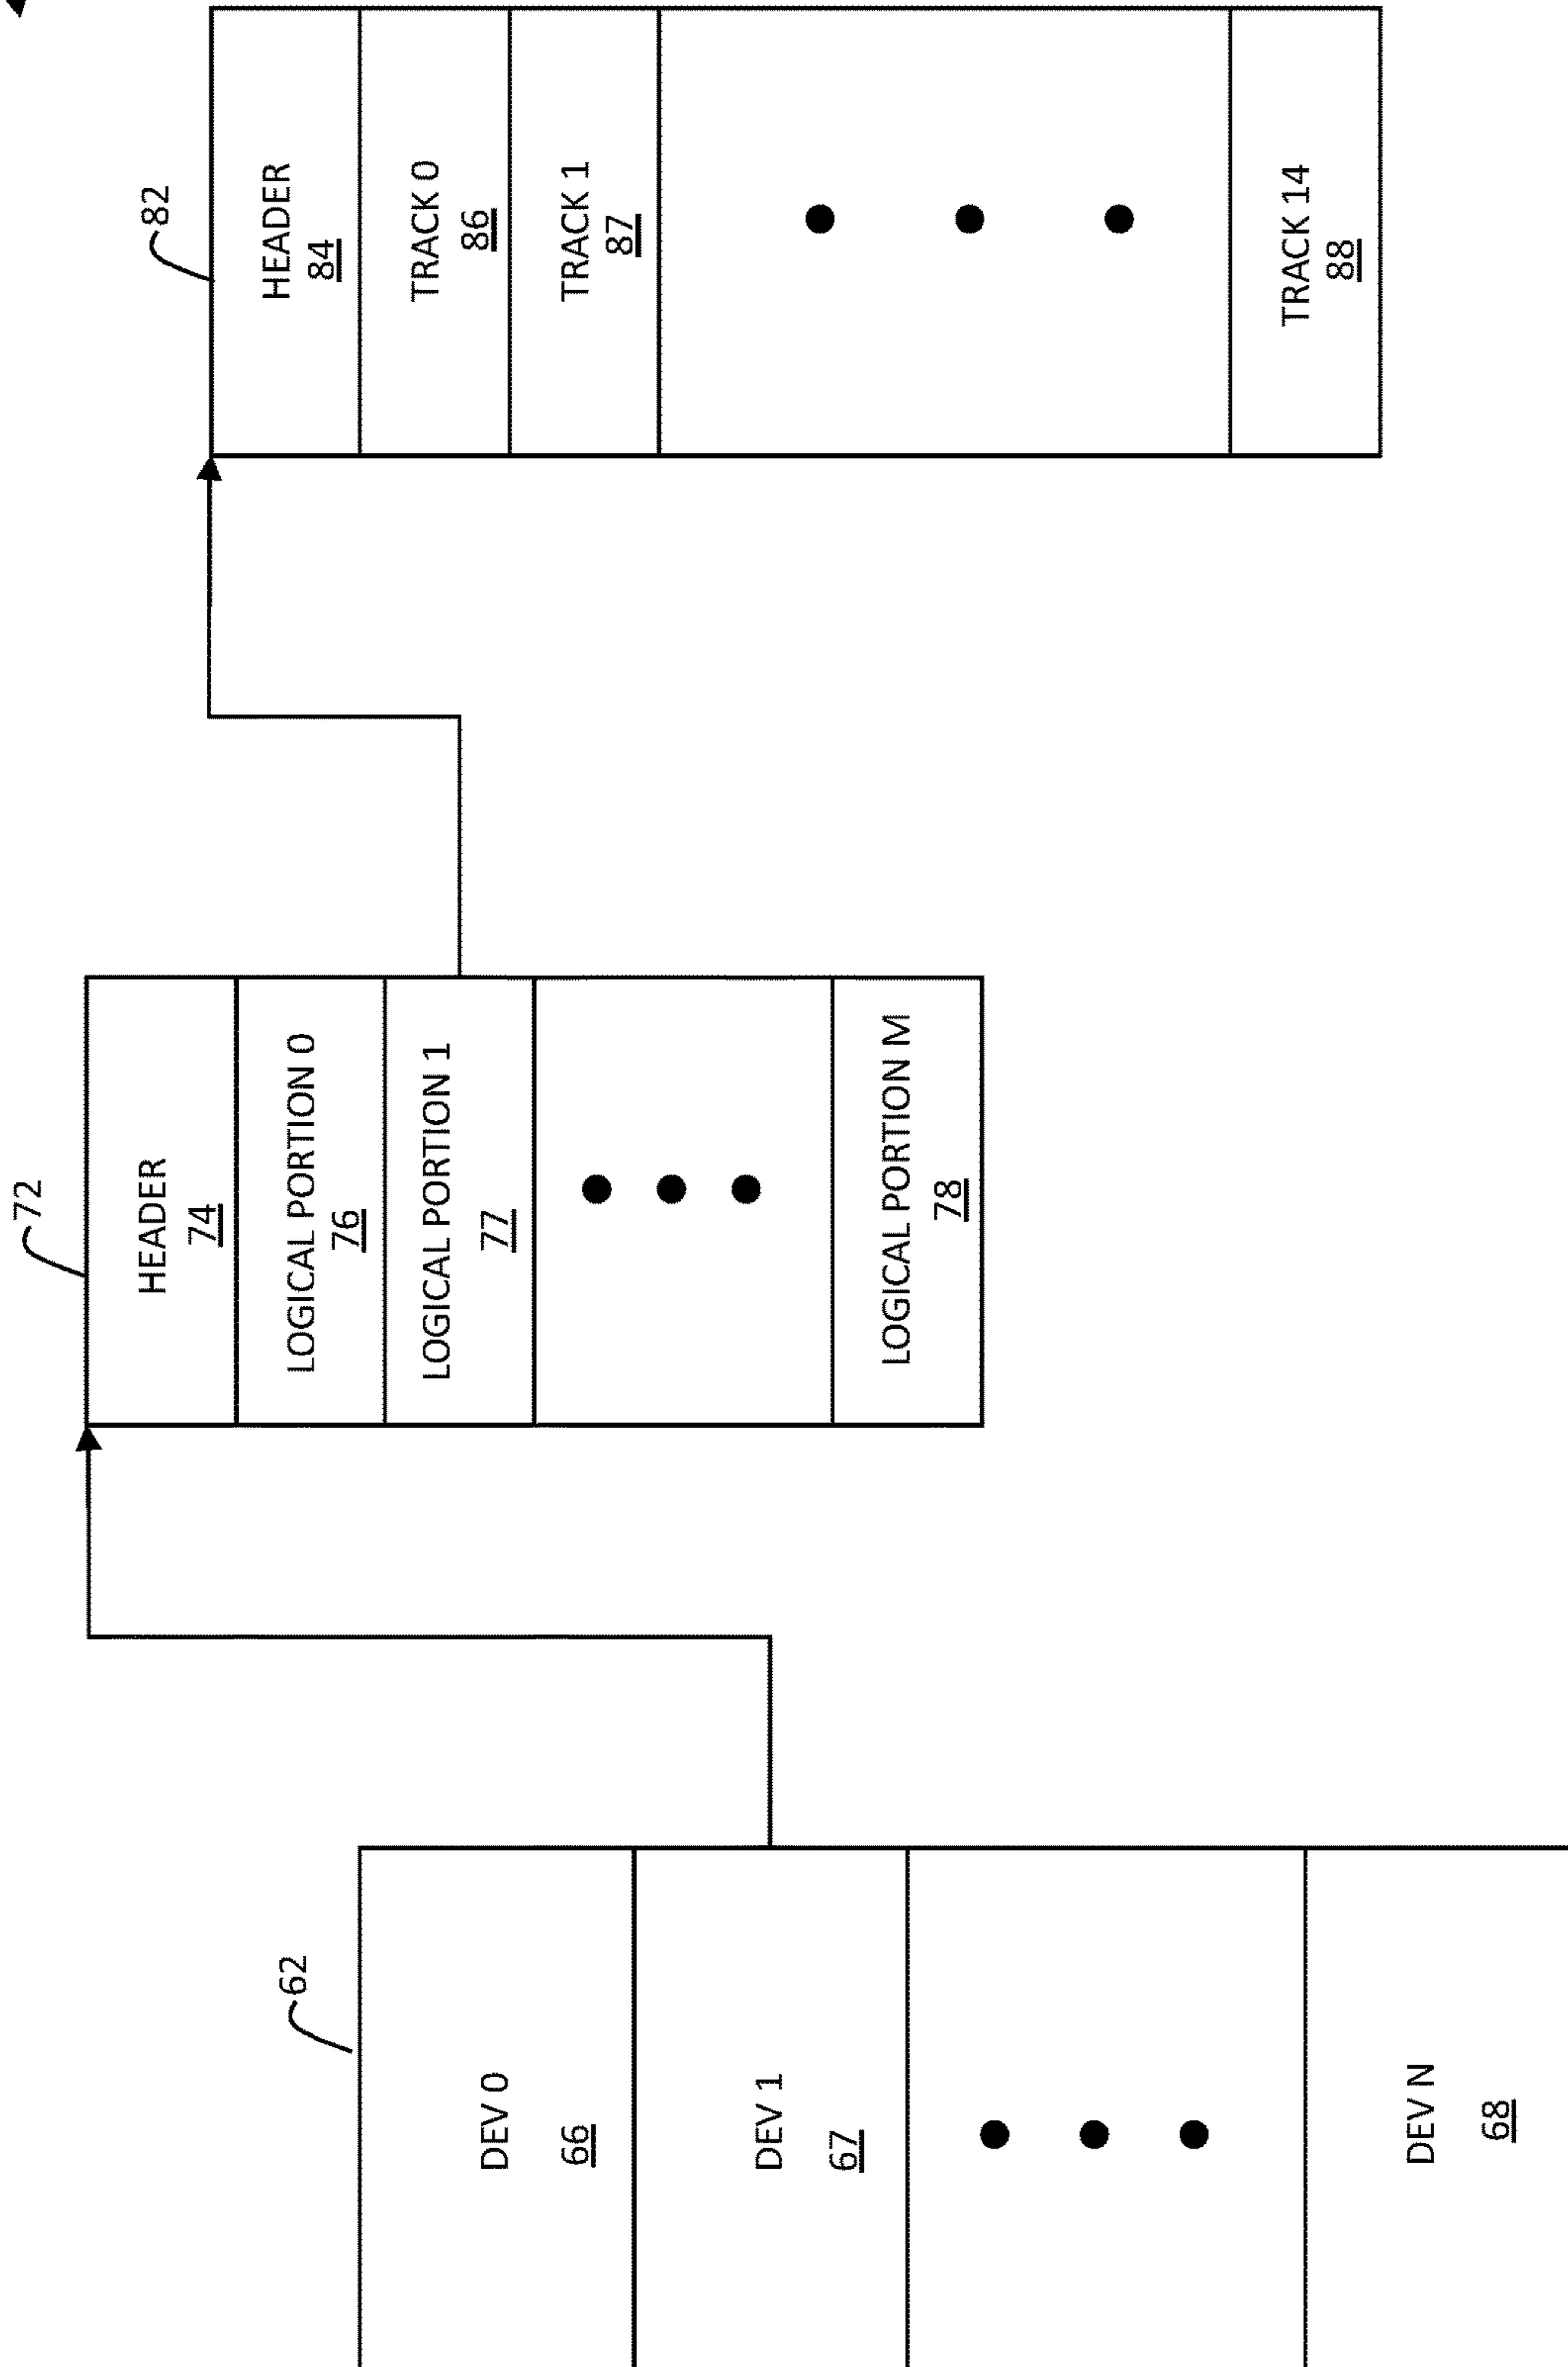 62
DEV 0
66
DEV 1
67
DEV N
68
72
HEADER
74
LOGICAL PORTION 0
76
LOGICAL PORTION 1
77
LOGICAL PORTION M
78
82
HEADER
84
TRACK 0
86
TRACK 1
87
TRACK 14
88